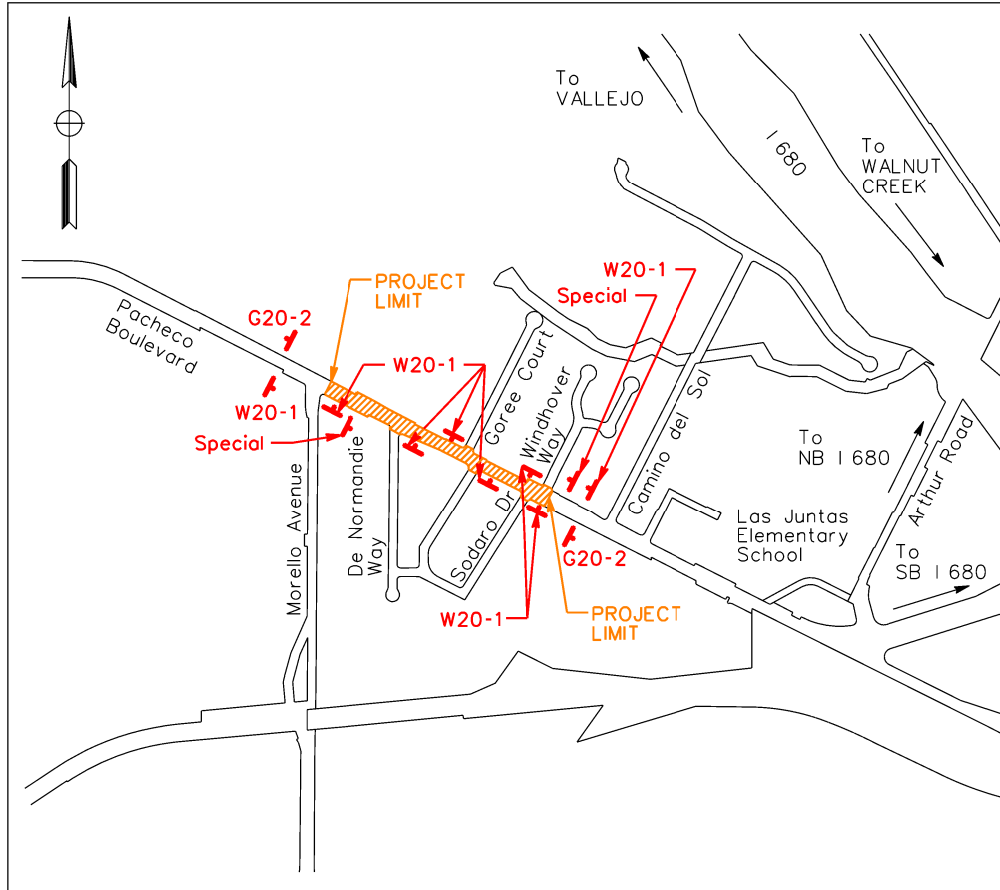 To
VALLEJO
I 680
To
WALNUT
CREEK
W20-1
Special
PROJECT
LIMIT
Pacheco
Boulevard
G20-2
W20-1
W20-1
Special
Goree Court
Windhover
Way
Camino del Sol
To
NB I 680
Arthur Road
Morello Avenue
De Normandie
Way
Sodaro Dr
Las Juntas
Elementary
School
G20-2
To
SB I 680
W20-1
PROJECT
LIMIT